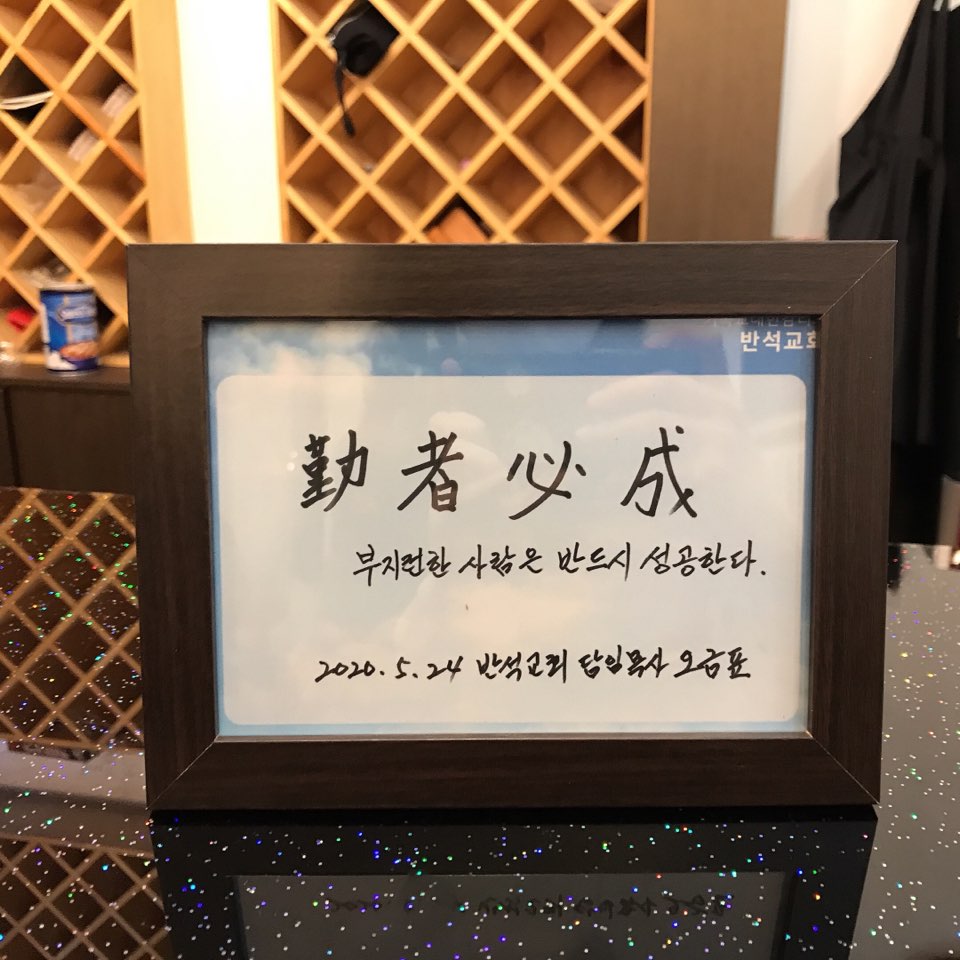 반석교회
勤者必成
부지런한 사람은 반드시 성공한다.
2020. 5. 24 반석교회 담임목사 오금표